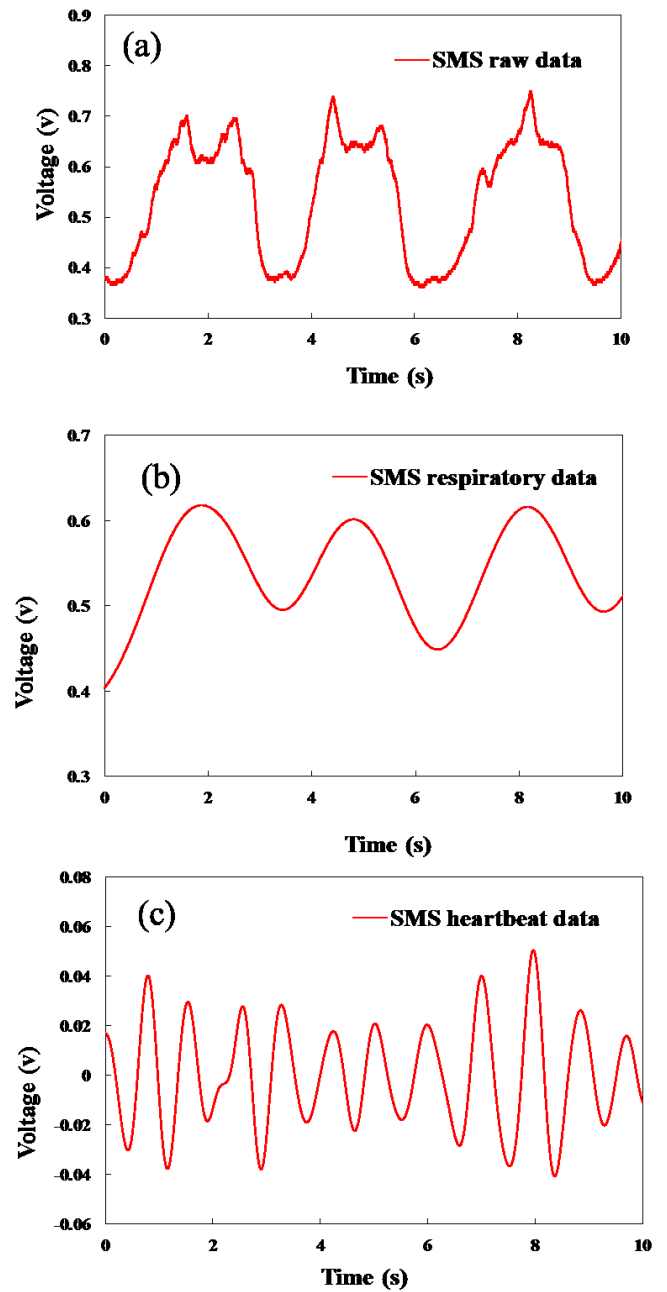 (a)
SMS raw data
Voltage (v)
0.9
0.8
0.7
0.6
0.5
0.4
0.3
0 2 4 6 8 10
Time (s)
(b)
SMS respiratory data
Voltage (v)
0.7
0.6
0.5
0.4
0.3
0 2 4 6 8 10
Time (s)
(c)
SMS heartbeat data
Voltage (v)
0.08
0.06
0.04
0.02
0
-0.02
-0.04
-0.06
0 2 4 6 8 10
Time (s)